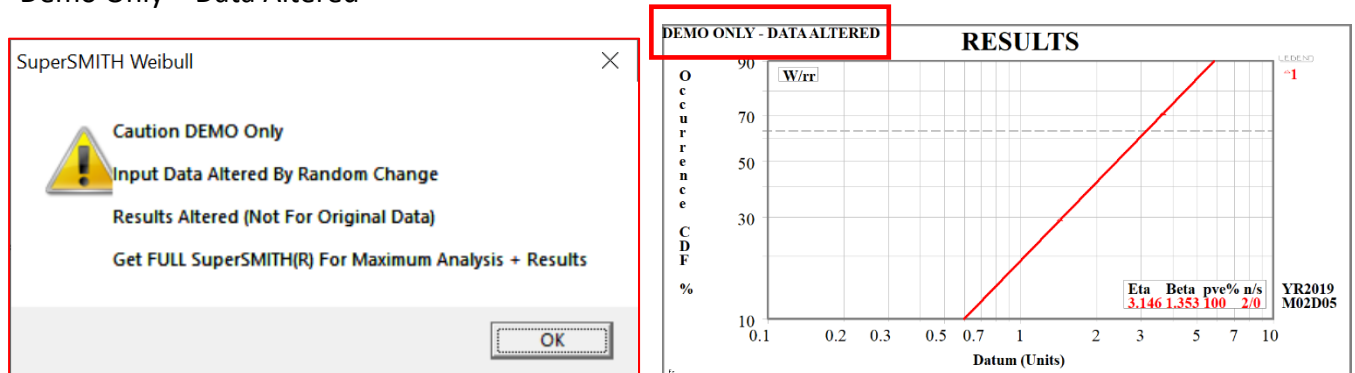 Demo Only – Data Altered
SuperSMITH Weibull
Caution DEMO Only
Input Data Altered By Random Change
Results Altered (Not For Original Data)
Get FULL SuperSMITH(R) For Maximum Analysis + Results
OK
DEMO ONLY - DATA ALTERED
RESULTS
Occurrence CDF %
90
70
50
30
10
W/rr
LEGEND
1
Eta Beta pve% n/s
3.146 1.353 100 2/0
YR2019
M02D05
0.1 0.2 0.3 0.5 0.7 1 2 3 5 7 10
Datum (Units)